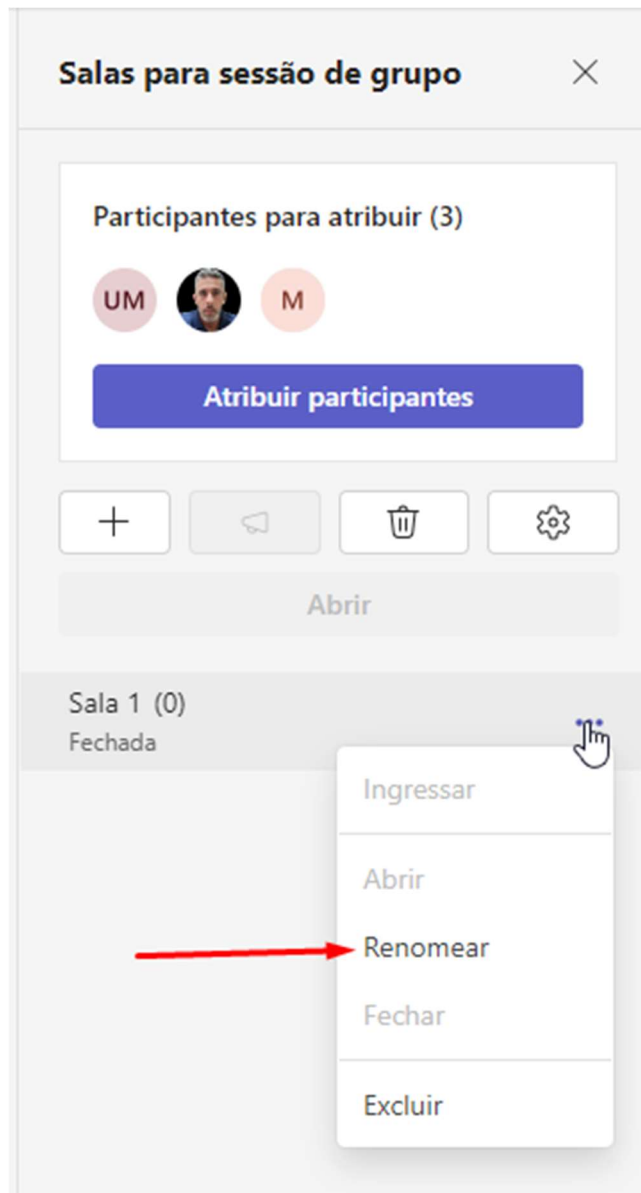 Salas para sessão de grupo
Participantes para atribuir (3)
UM
M
Atribuir participantes
Abrir
Sala 1 (0)
Fechada
Ingressar
Abrir
Renomear
Fechar
Excluir